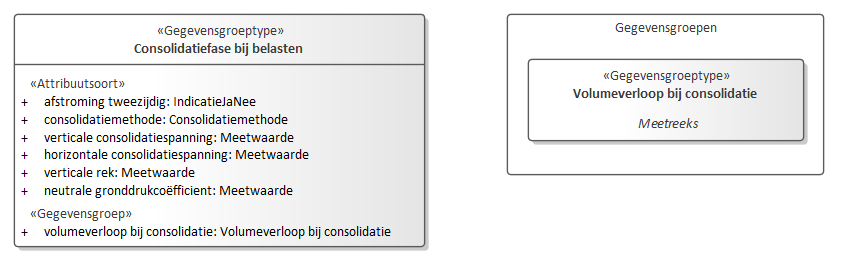 «Gegevensgroeptype»
Consolidatiefase bij belasten
«Attribuutsoort»
+ afstroming tweezijdig: IndicatieJaNee
+ consolidatiemethode: Consolidatiemethode
+ verticale consolidatiespanning: Meetwaarde
+ horizontale consolidatiespanning: Meetwaarde
+ verticale rek: Meetwaarde
+ neutrale gronddrukcoëfficient: Meetwaarde
«Gegevensgroep»
+ volumeverloop bij consolidatie: Volumeverloop bij consolidatie
Gegevensgroepen
«Gegevensgroeptype»
Volumeverloop bij consolidatie
Meetreeks